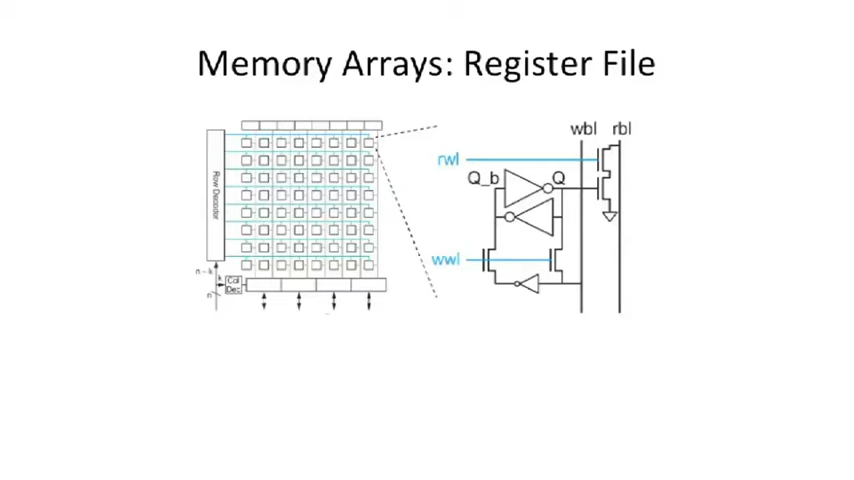 Memory Arrays: Register File
wbl rbl
rwl
Q_b Q
Row Decoder
wwl
n-k
k
Col
Dec
n